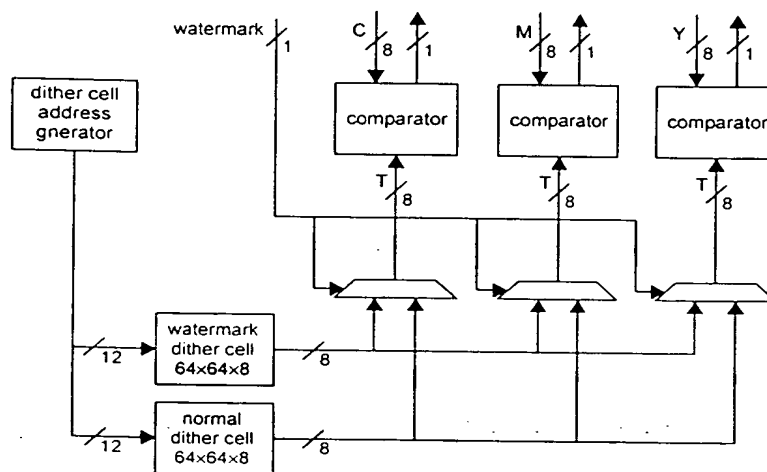 watermark
1
C
8
1
M
8
1
Y
8
1
dither cell
address
gnerator
comparator
comparator
comparator
T
8
T
8
T
8
12
watermark
dither cell
64×64×8
8
12
normal
dither cell
64×64×8
8